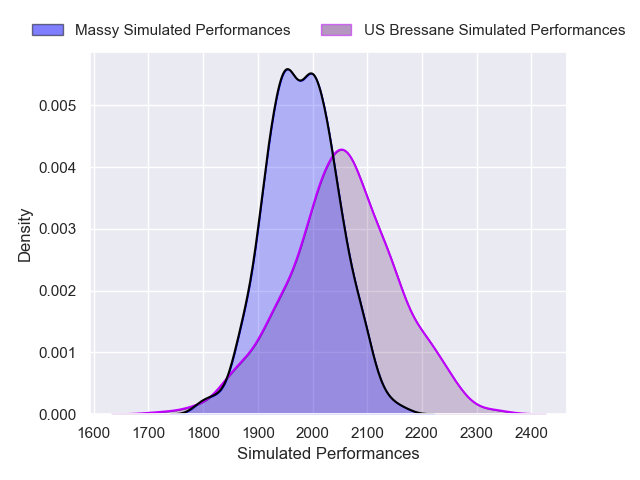 Massy Simulated Performances US Bressane Simulated Performances
0.005
0.004
0.003
0.002
0.001
0.000
Density
1600 1700 1800 1900 2000 2100 2200 2300 2400
Simulated Performances